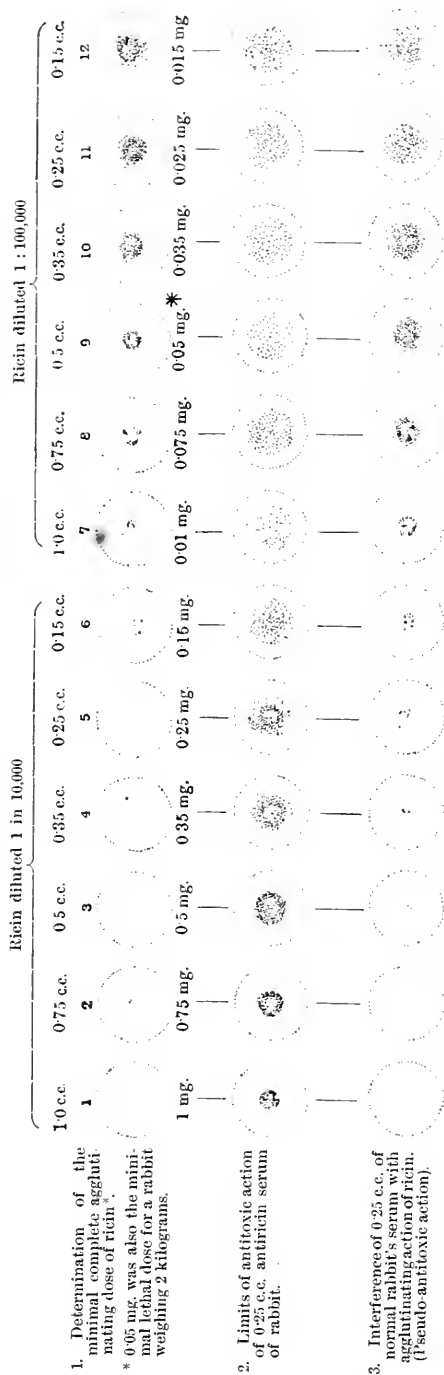 Ricin diluted 1 in 10,000
Ricin diluted 1 : 100,000
1·0 c.c. 0·75 c.c. 0·5 c.c. 0·35 c.c. 0·25 c.c. 0·15 c.c. 1·0 c.c. 0·75 c.c. 0 5 c.c. 0·35 c.c. 0·25 c.c. 0·15 c.c.
1 2 3 4 5 6 7 8 9 10 11 12
1. Determination of the
minimal complete aggluti-
nating dose of ricin *.
* 0·05 mg. was also the mini-
mal lethal dose for a rabbit
weighing 2 kilograms.
1 mg. 0·75 mg. 0·5 mg. 0·35 mg. 0·25 mg. 0·15 mg. 0·01 mg. 0·075 mg. 0·05 mg.* 0·035 mg. 0·025 mg. 0·015 mg
2. Limits of antitoxic action
of 0·25 c.c. antiricin serum
of rabbit.
3. Interference of 0·25 c.c. of
normal rabbit's serum with
agglutinating action of ricin.
(Pseudo-antitoxic action).